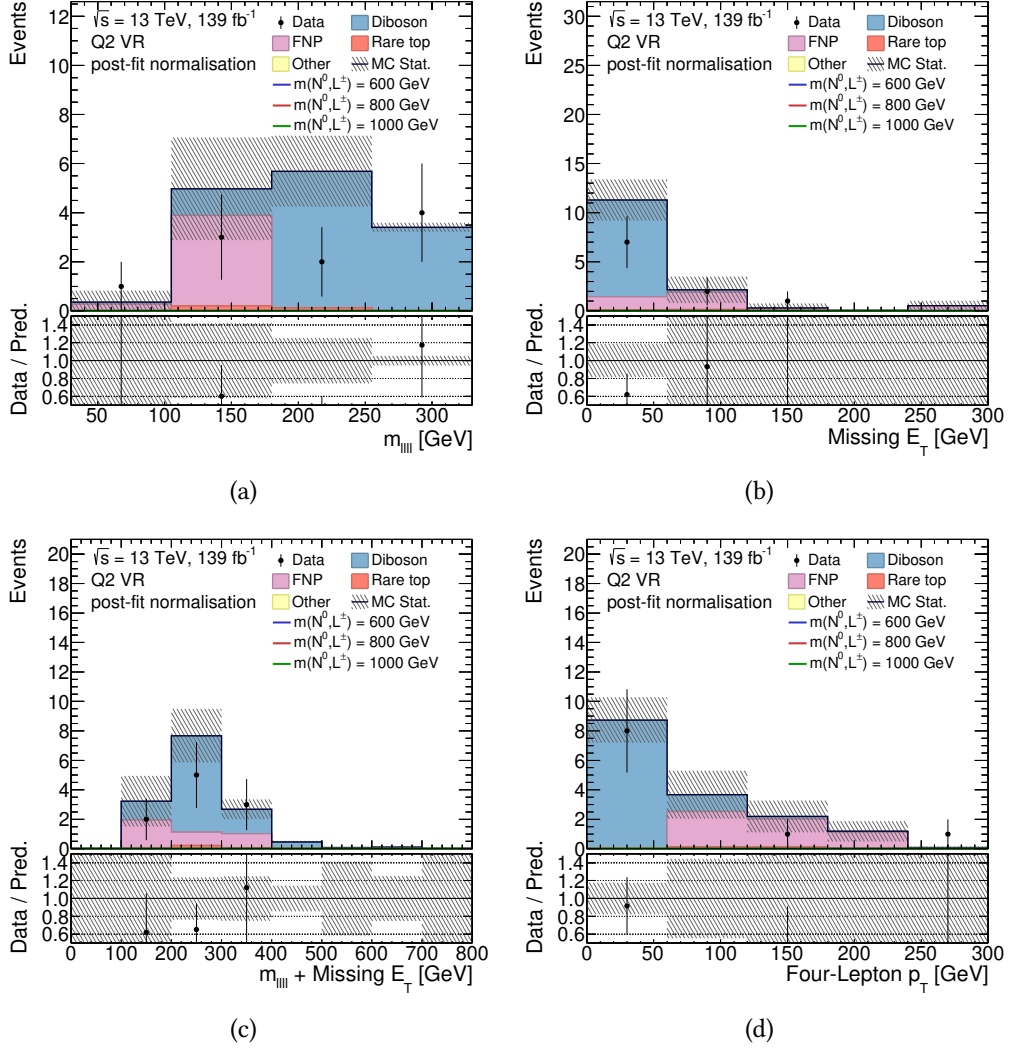 Events
√s = 13 TeV, 139 fb⁻¹
Q2 VR
post-fit normalisation
Data
Diboson
FNP
Rare top
Other
MC Stat.
m(N⁰,L±) = 600 GeV
m(N⁰,L±) = 800 GeV
m(N⁰,L±) = 1000 GeV
12
10
8
6
4
2
0
Data / Pred.
1.4
1.2
1.0
0.8
0.6
50 100 150 200 250 300
m_llll [GeV]
(a)
Events
√s = 13 TeV, 139 fb⁻¹
Q2 VR
post-fit normalisation
Data
Diboson
FNP
Rare top
Other
MC Stat.
m(N⁰,L±) = 600 GeV
m(N⁰,L±) = 800 GeV
m(N⁰,L±) = 1000 GeV
30
25
20
15
10
5
0
Data / Pred.
1.4
1.2
1.0
0.8
0.6
0 50 100 150 200 250 300
Missing E_T [GeV]
(b)
Events
√s = 13 TeV, 139 fb⁻¹
Q2 VR
post-fit normalisation
Data
Diboson
FNP
Rare top
Other
MC Stat.
m(N⁰,L±) = 600 GeV
m(N⁰,L±) = 800 GeV
m(N⁰,L±) = 1000 GeV
20
18
16
14
12
10
8
6
4
2
0
Data / Pred.
1.4
1.2
1.0
0.8
0.6
0 100 200 300 400 500 600 700 800
m_llll + Missing E_T [GeV]
(c)
Events
√s = 13 TeV, 139 fb⁻¹
Q2 VR
post-fit normalisation
Data
Diboson
FNP
Rare top
Other
MC Stat.
m(N⁰,L±) = 600 GeV
m(N⁰,L±) = 800 GeV
m(N⁰,L±) = 1000 GeV
20
18
16
14
12
10
8
6
4
2
0
Data / Pred.
1.4
1.2
1.0
0.8
0.6
0 50 100 150 200 250 300
Four-Lepton p_T [GeV]
(d)